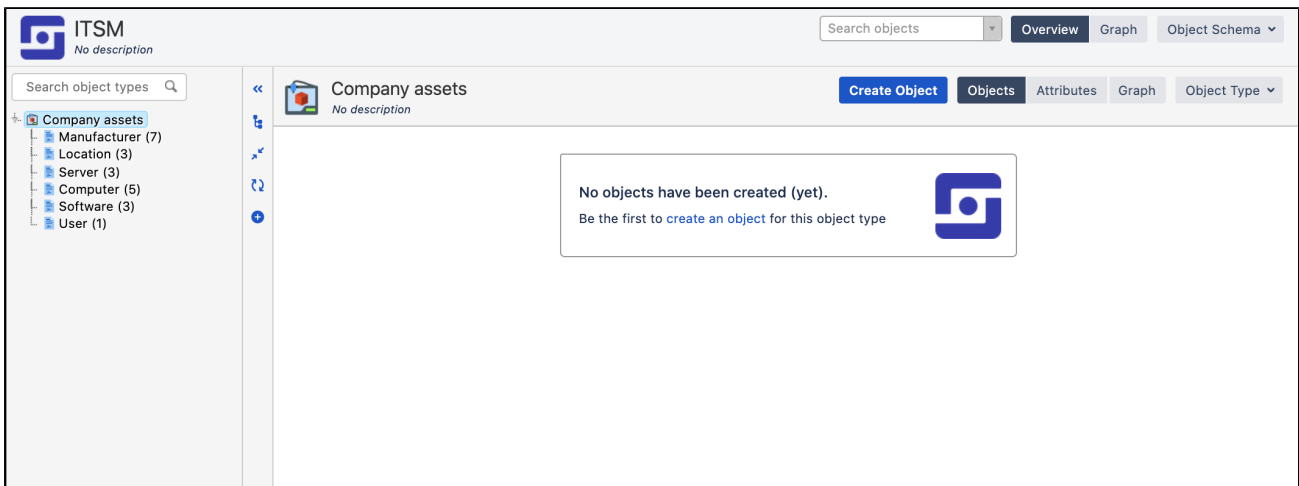 ITSM
No description
Search objects
Overview
Graph
Object Schema
Search object types
Company assets
Manufacturer (7)
Location (3)
Server (3)
Computer (5)
Software (3)
User (1)
Company assets
No description
Create Object
Objects
Attributes
Graph
Object Type
No objects have been created (yet).
Be the first to create an object for this object type